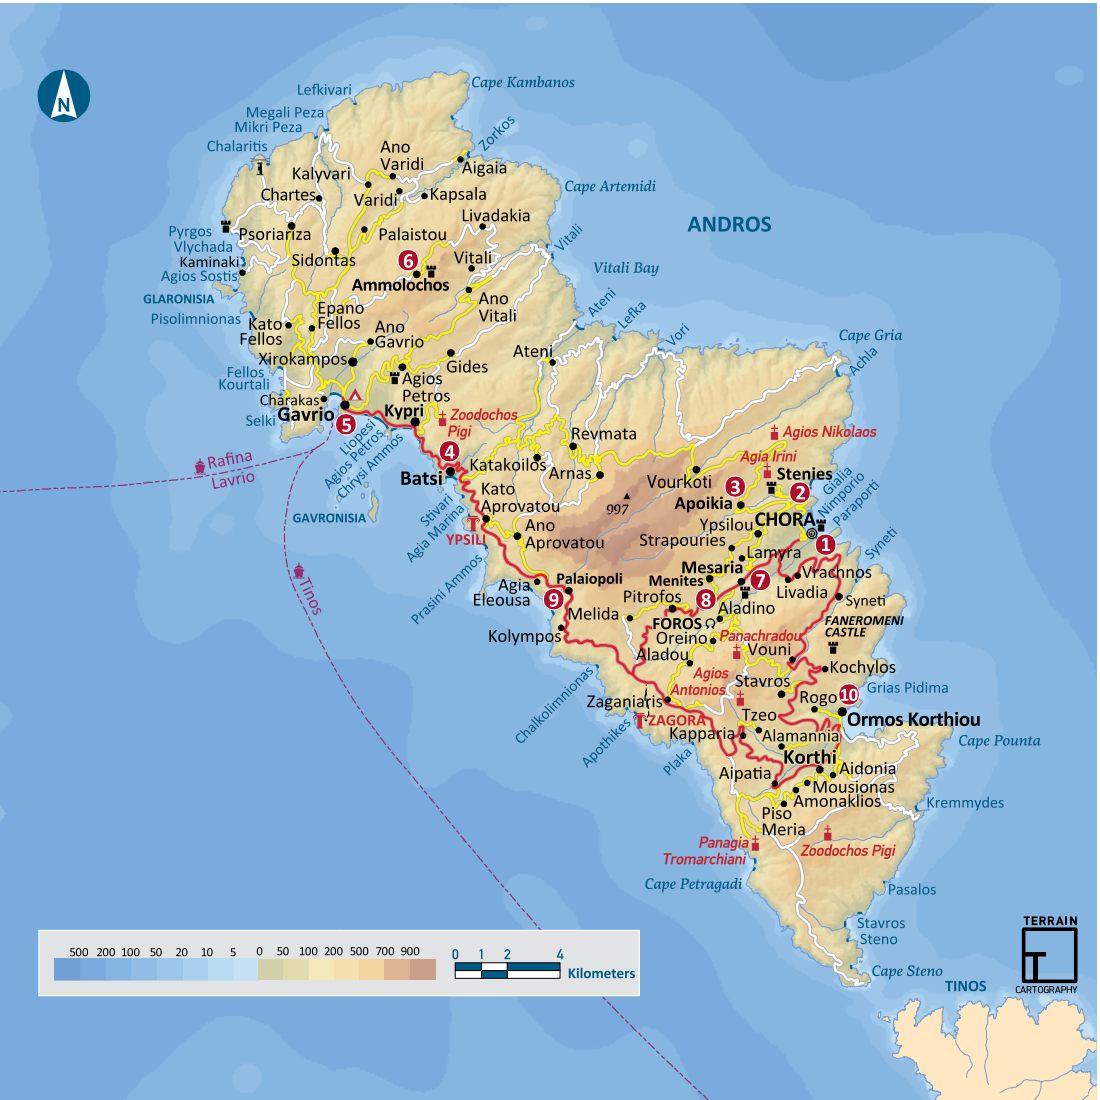 Cape Kambanos
Lefkivari
Megali Peza
Mikri Peza
N
Zorkos
Chalaritis
Ano
Varidi
Aigaia
Kalyvari
Cape Artemidi
Chartes
Varidi
Kapsala
Livadakia
ANDROS
Pyrgos
Psoriariza
Palaistou
Vitali
Vlychada
Kaminaki
Sidontas
6
Vitali
Vitali Bay
Agios Sostis
Ammolochos
GLARONISIA
Ano
Vitali
Ateni
Pisolimnionas
Epano
Fellos
Lefka
Kato
Fellos
Ano
Gavrio
Vori
Cape Gria
Xirokampos
Ateni
Achla
Gides
Fellos
Kourtali
Agios
Petros
Charakas
Gavrio
Kypri
Zoodochos
Pigi
Selki
5
Liopesi
Agios Petros
Chrysi Ammos
Revmata
Agios Nikolaos
4
Rafina
Lavrio
Katakoilos
Agia Irini
Batsi
Arnas
Vourkoti
Stenies
3
2
Gialia
Nimporio
Paraporti
Kato
Aprovatou
997
Apoikia
GAVRONISIA
Stivari
Agia Marina
YPSILI
Ypsilou
CHORA
Ano
Aprovatou
Strapouries
1
Syneti
Lamyra
Prasini Ammos
Mesaria
Tinos
Agia
Eleousa
Palaiopoli
Menites
7
Vrachnos
9
Pitrofos
8
Livadia
Syneti
Melida
Aladino
FOROS
FANEROMENI
CASTLE
Kolympos
Oreino
Panachradou
Aladou
Vouni
Kochylos
Agios
Antonios
Stavros
Chalkolimnionas
10
Grias Pidima
Zaganiaris
Rogo
Apothikes
ZAGORA
Tzeo
Ormos Korthiou
Kapparia
Alamannia
Cape Pounta
Plaka
Korthi
Aipatia
Aidonia
Mousionas
Amonaklios
Kremmydes
Piso
Meria
Panagia
Tromarchiani
Zoodochos Pigi
Cape Petragadi
Pasalos
Stavros
Steno
TERRAIN
T
CARTOGRAPHY
500 200 100 50 20 10 5 0 50 100 200 500 700 900
0 1 2 4
Kilometers
Cape Steno
TINOS